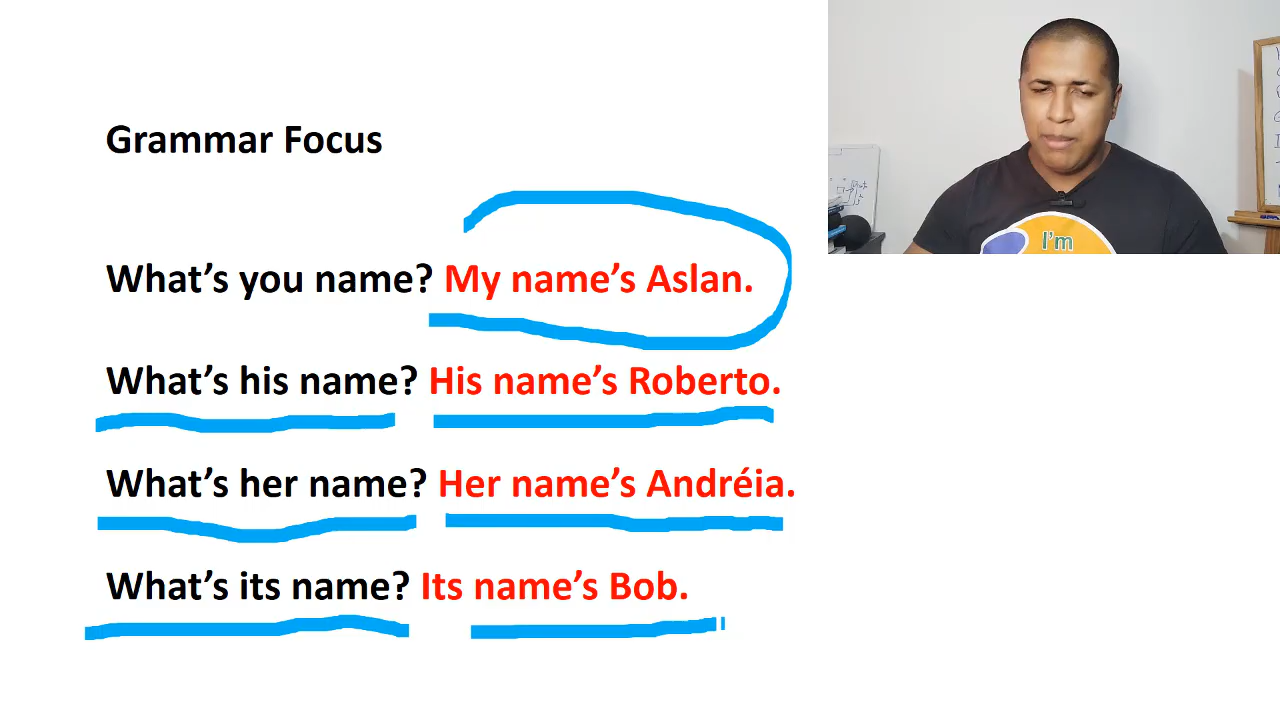 Grammar Focus
What’s you name? My name’s Aslan.
What’s his name? His name’s Roberto.
What’s her name? Her name’s Andréia.
What’s its name? Its name’s Bob.
I'm